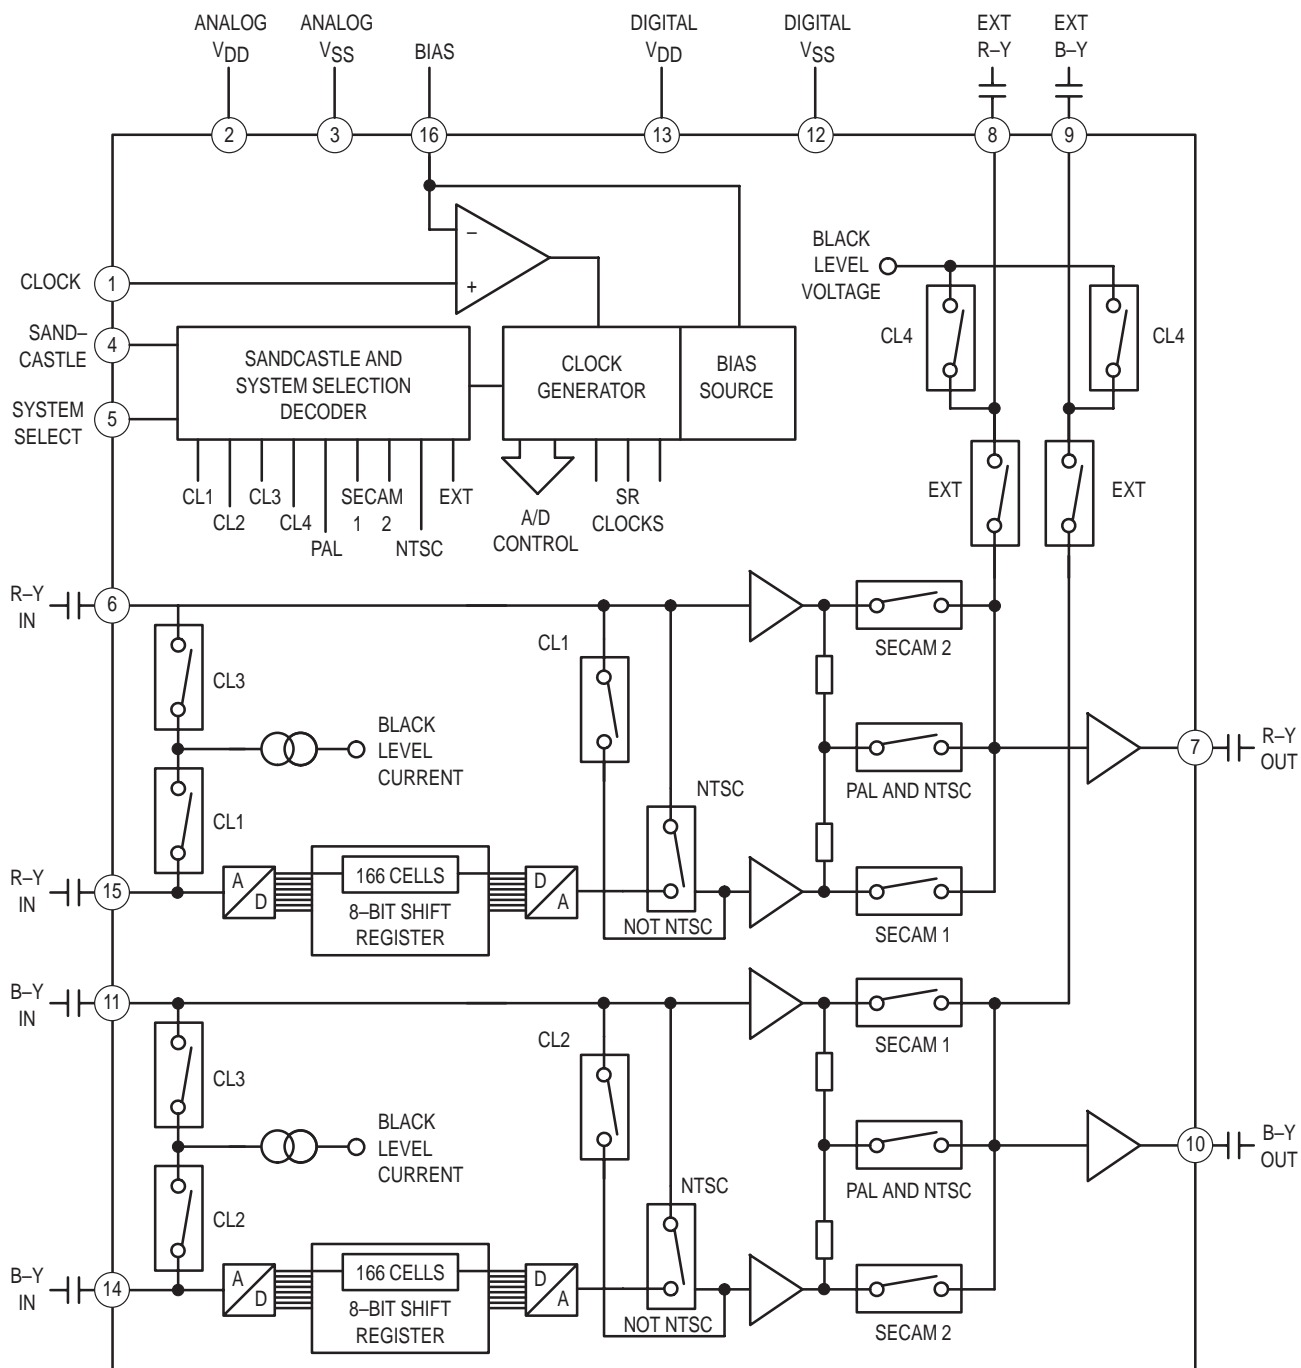 ANALOG
VDD
ANALOG
VSS
BIAS
DIGITAL
VDD
DIGITAL
VSS
EXT
R–Y
EXT
B–Y
2
3
16
13
12
8
9
CLOCK
1
–
+
SAND–
CASTLE
4
SYSTEM
SELECT
5
SANDCASTLE AND
SYSTEM SELECTION
DECODER
CLOCK
GENERATOR
BIAS
SOURCE
BLACK
LEVEL
VOLTAGE
CL4
CL4
CL1
CL2
CL3
CL4
PAL
SECAM
1
2
NTSC
EXT
A/D
CONTROL
SR
CLOCKS
EXT
EXT
R–Y
IN
6
CL3
BLACK
LEVEL
CURRENT
CL1
CL1
NTSC
SECAM 2
PAL AND NTSC
7
R–Y
OUT
R–Y
IN
15
A
D
166 CELLS
8–BIT SHIFT
REGISTER
D
A
NOT NTSC
SECAM 1
B–Y
IN
11
CL3
BLACK
LEVEL
CURRENT
CL2
CL2
NTSC
SECAM 1
PAL AND NTSC
10
B–Y
OUT
B–Y
IN
14
A
D
166 CELLS
8–BIT SHIFT
REGISTER
D
A
NOT NTSC
SECAM 2